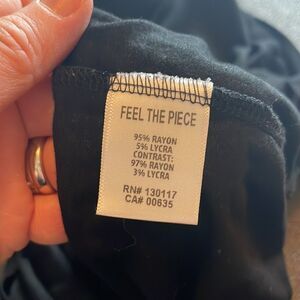 FEEL THE PIECE
95% RAYON
5% LYCRA
CONTRAST:
97% RAYON
3% LYCRA
RN# 130117
CA# 00635